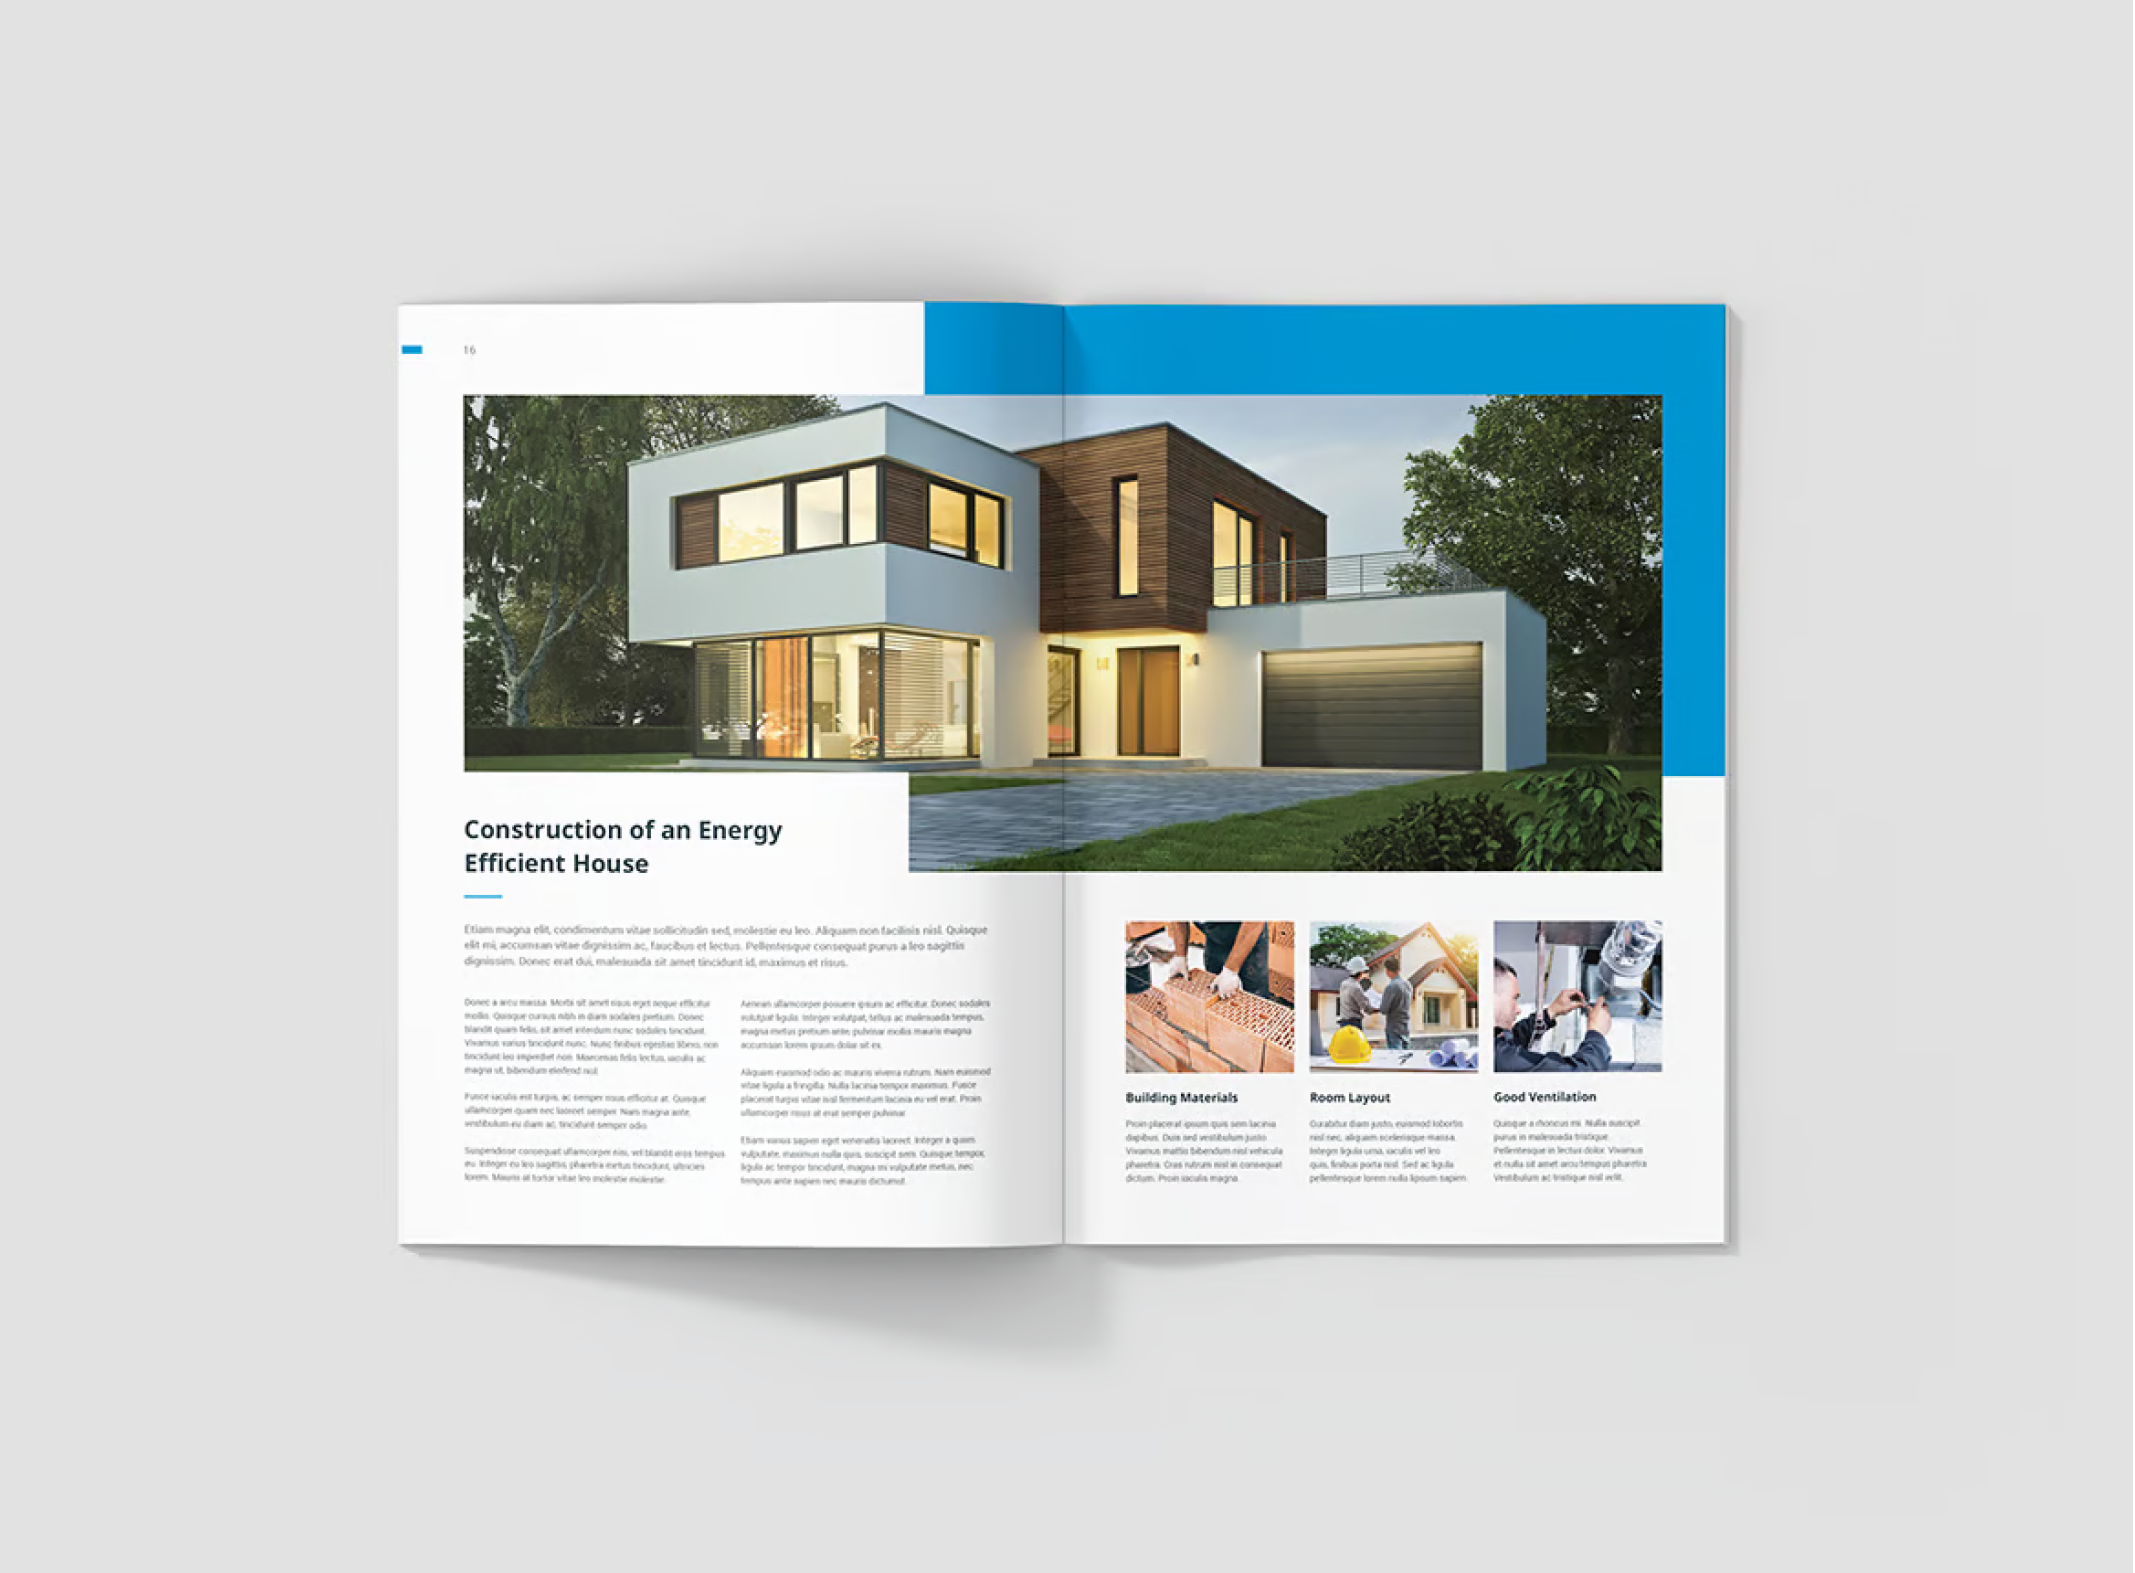 16
Construction of an Energy
Efficient House
Etiam magna elit, condimentum vitae sollicitudin sed, molestie eu leo. Aliquam non facilisis nisl. Quisque
elit mi, accumsan vitae dignissim ac, faucibus et lectus. Pellentesque consequat purus a leo sagittis
dignissim. Donec erat dui, malesuada sit amet tincidunt id, maximus et risus.
Donec a arcu massa. Morbi sit amet risus eget neque efficitur
mollis. Quisque cursus nibh in diam sodales pretium. Donec
blandit quam felis, sit amet interdum nunc sodales tincidunt.
Vivamus varius tincidunt nunc. Nunc finibus egestas libero, non
tincidunt leo imperdiet non. Maecenas felis lectus, iaculis ac
magna ut, bibendum eleifend nisl.
Fusce iaculis est turpis, ac semper risus efficitur at. Quisque
ullamcorper quam nec laoreet semper. Nam magna ante,
vestibulum eu diam ac, tincidunt semper odio.
Suspendisse consequat ullamcorper nisi, vel blandit eros tempus
eu. Integer eu leo sagittis, pharetra metus tincidunt, ultricies
lorem. Mauris at tortor vitae leo molestie molestie.
Aenean ullamcorper posuere ipsum ac efficitur. Donec sodales
volutpat ligula. Integer volutpat, tellus ac malesuada tempus,
magna metus pretium ante, pulvinar mollis mauris magna
accumsan lorem ipsum dolar sit ex.
Aliquam euismod odio ac mauris viverra rutrum. Nam euismod
vitae ligula a fringilla. Nulla lacinia tempor maximus. Fusce
placerat turpis vitae nisl fermentum lacinia eu vel erat. Proin
ullamcorper risus at erat semper pulvinar.
Etiam varius sapien eget venenatis laoreet. Integer a quam
vulputate, maximus nulla quis, suscipit sem. Quisque tempor,
ligula ac tempor tincidunt, magna mi vulputate metus, nec
tempus ante sapien nec mauris dictumst.
Building Materials
Proin placerat ipsum quis sem lacinia
dapibus. Duis sed vestibulum justo.
Vivamus mattis bibendum nisl vehicula
pharetra. Cras rutrum nisl in consequat
dictum. Proin iaculis magna.
Room Layout
Curabitur diam justo, euismod lobortis
nisl nec, aliquam scelerisque massa.
Integer ligula urna, iaculis vel leo
quis, finibus porta nisl. Sed ac ligula
pellentesque lorem nulla lipsum sapien.
Good Ventilation
Quisque a rhoncus mi. Nulla suscipit
purus in malesuada tristique.
Pellentesque in lectus dolor. Vivamus
et nulla sit amet arcu tempus pharetra
Vestibulum ac tristique nisl velit.